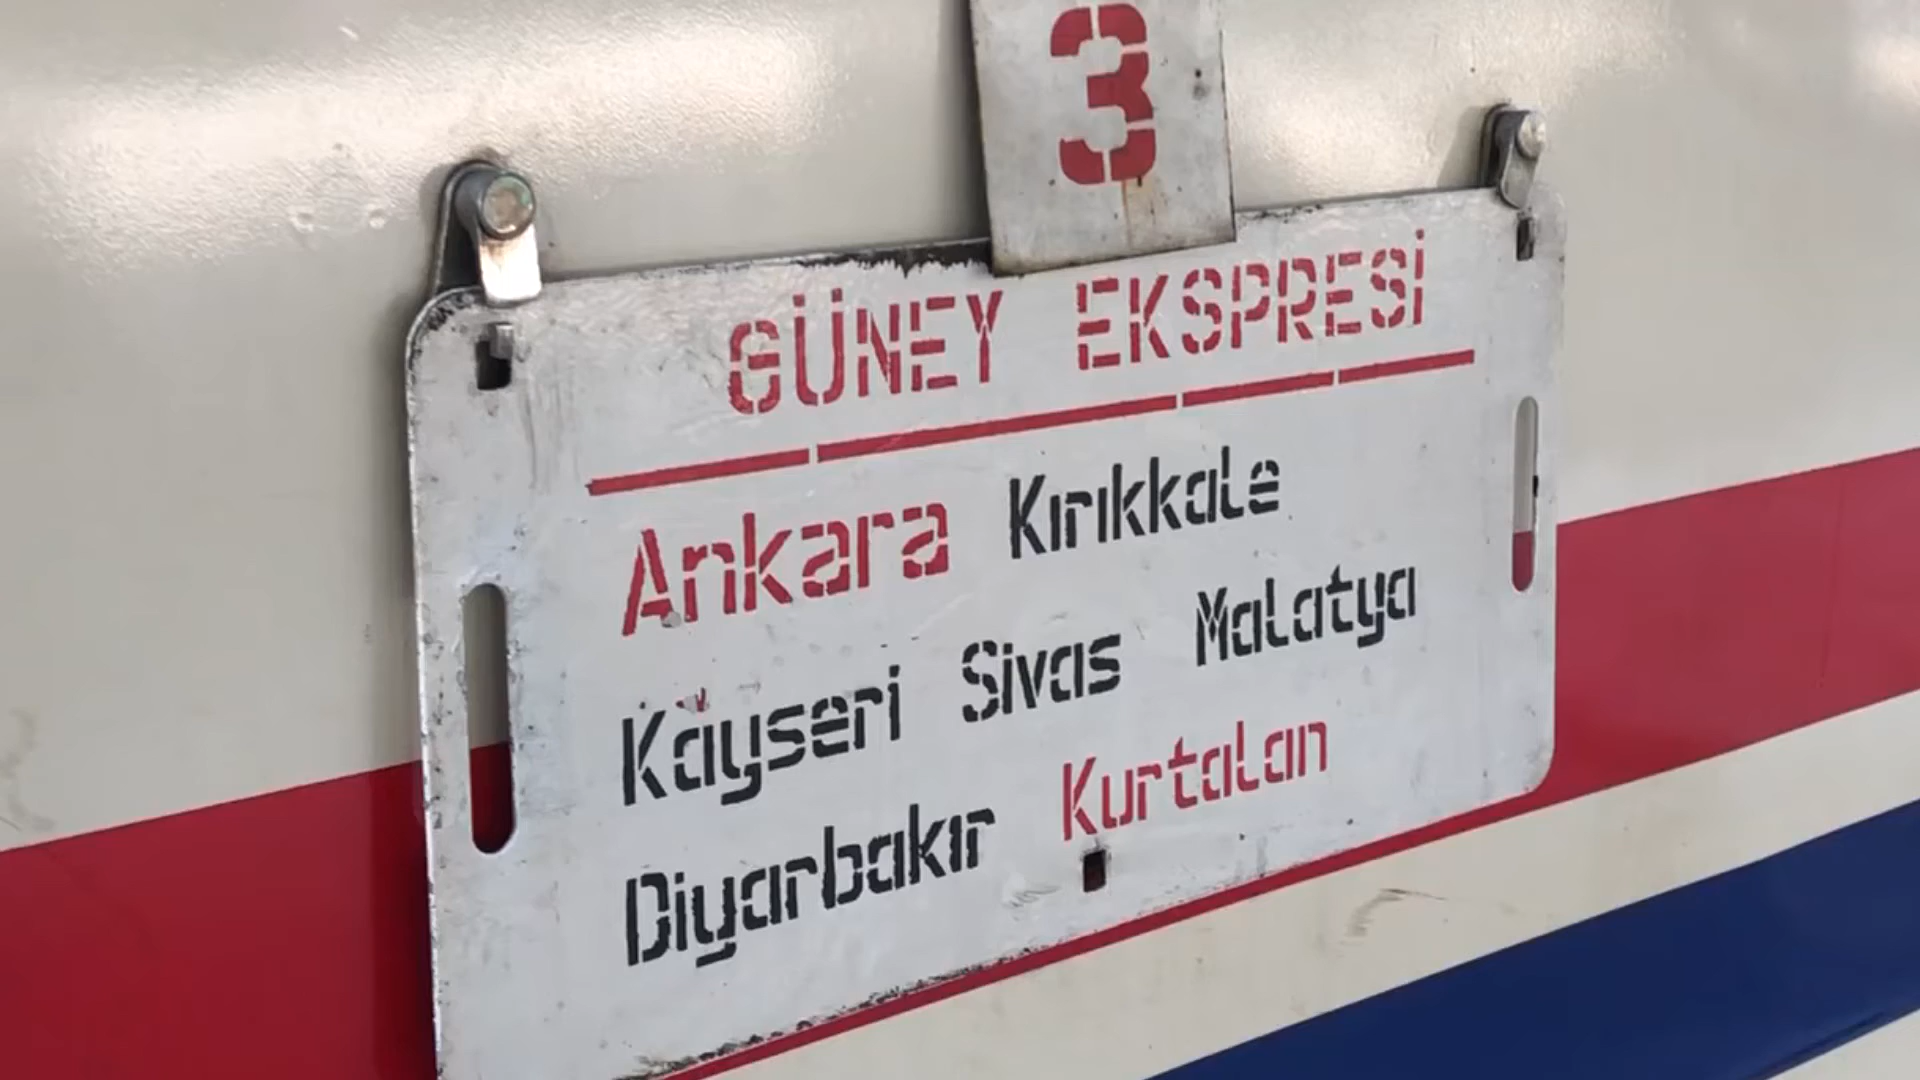 3
GÜNEY EKSPRESİ
Ankara Kırıkkale
Kayseri Sivas Malatya
Diyarbakır Kurtalan